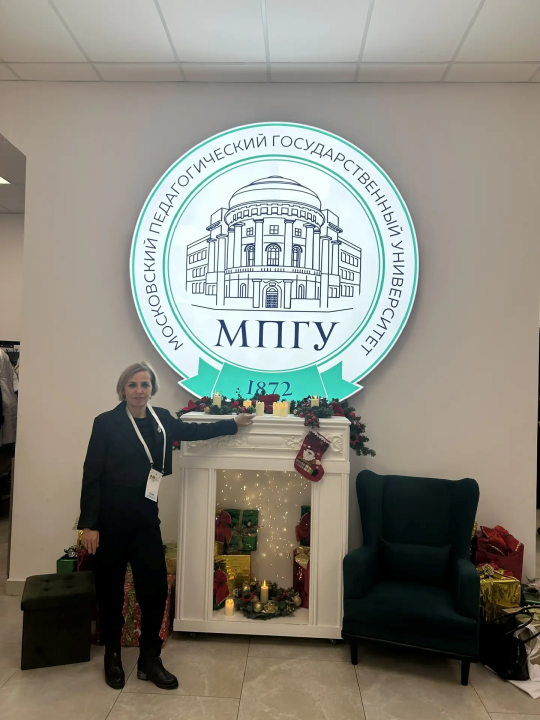 МОСКОВСКИЙ ПЕДАГОГИЧЕСКИЙ ГОСУДАРСТВЕННЫЙ УНИВЕРСИТЕТ
МПГУ
1872